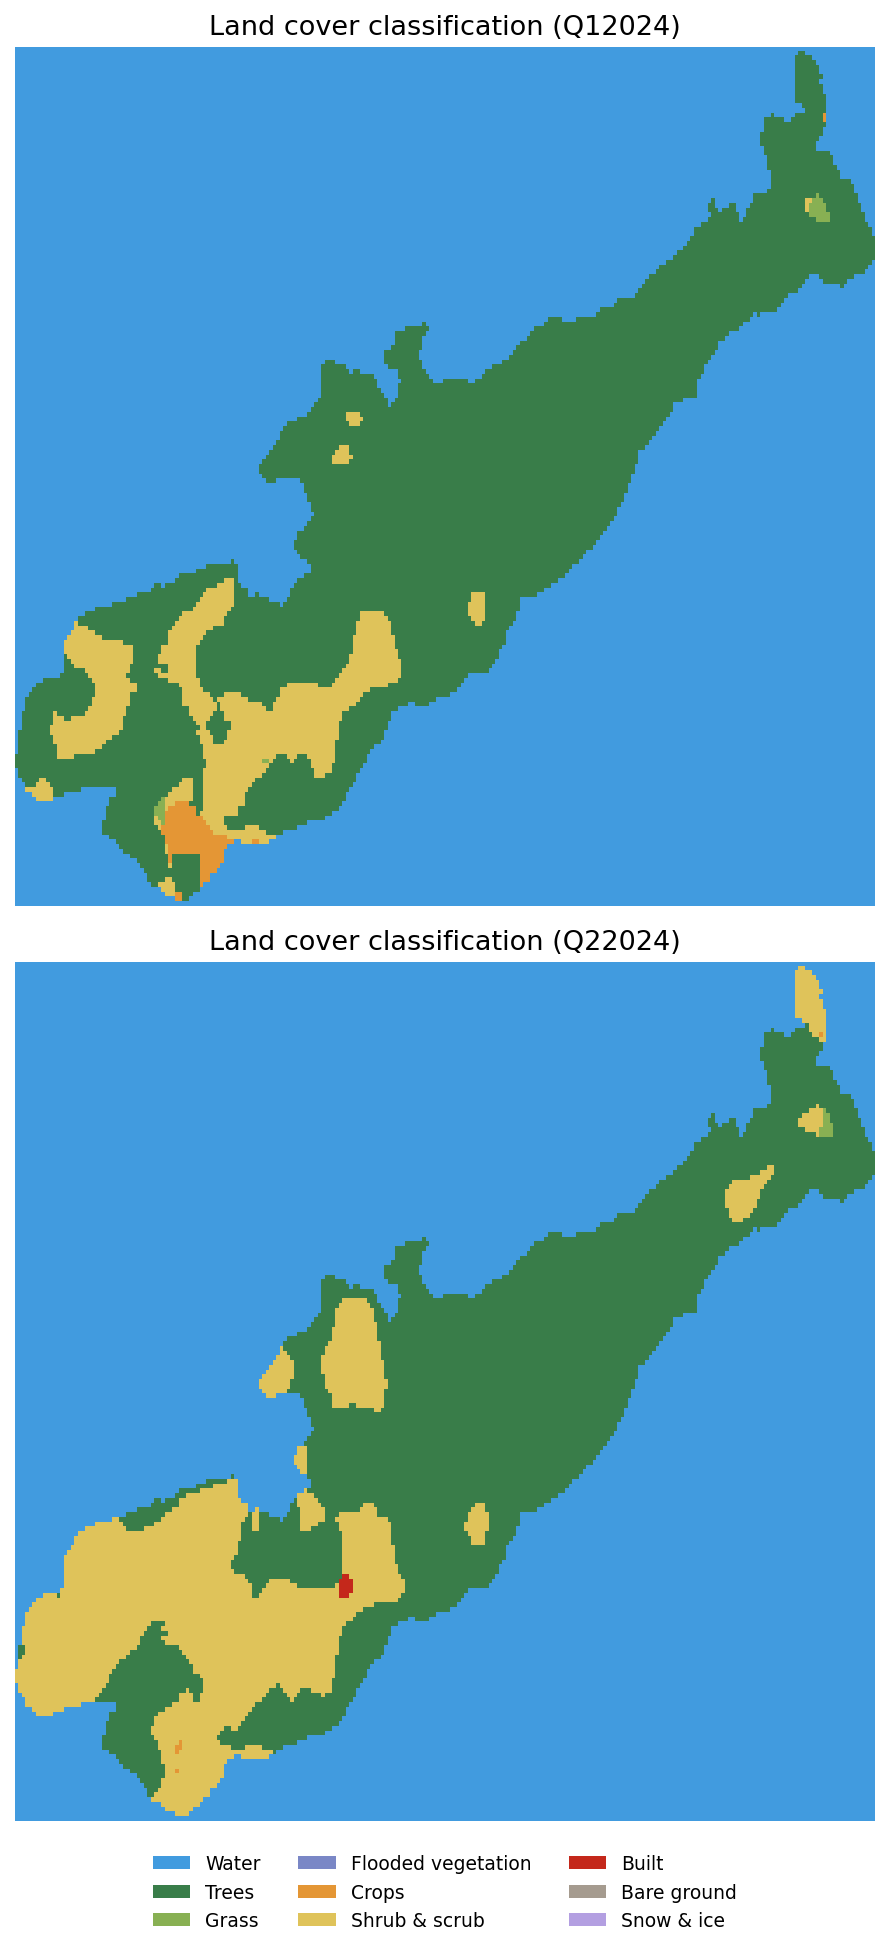 Land cover classification (Q12024)
Land cover classification (Q22024)
Water
Flooded vegetation
Built
Trees
Crops
Bare ground
Grass
Shrub & scrub
Snow & ice